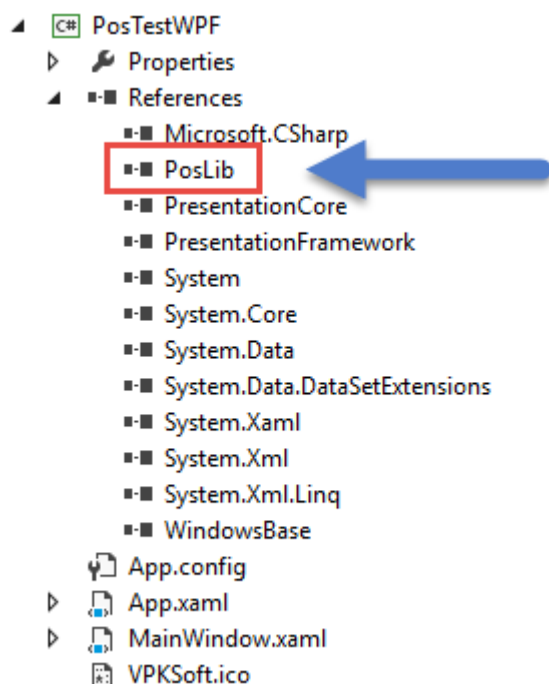 C# PosTestWPF
Properties
References
Microsoft.CSharp
PosLib
PresentationCore
PresentationFramework
System
System.Core
System.Data
System.Data.DataSetExtensions
System.Xaml
System.Xml
System.Xml.Linq
WindowsBase
App.config
App.xaml
MainWindow.xaml
VPKSoft.ico